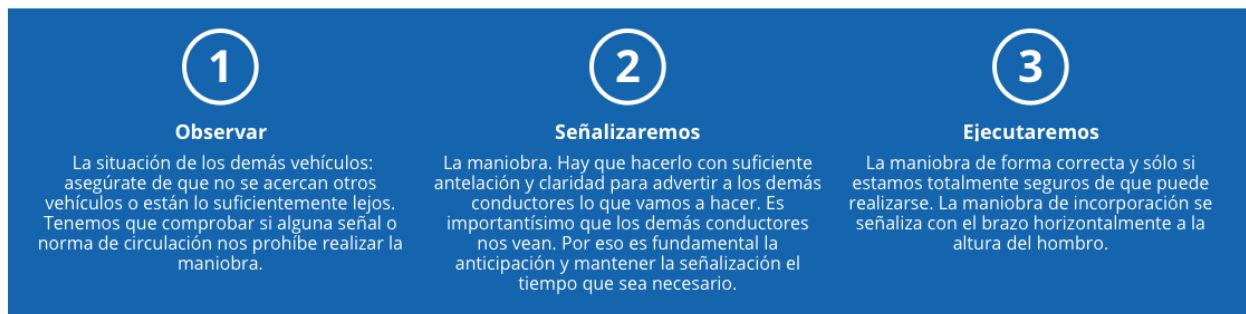 1
Observar
La situación de los demás vehículos:
asegúrate de que no se acercan otros
vehículos o están lo suficientemente lejos.
Tenemos que comprobar si alguna señal o
norma de circulación nos prohíbe realizar la
maniobra.
2
Señalizaremos
La maniobra. Hay que hacerlo con suficiente
antelación y claridad para advertir a los demás
conductores lo que vamos a hacer. Es
importantísimo que los demás conductores
nos vean. Por eso es fundamental la
anticipación y mantener la señalización el
tiempo que sea necesario.
3
Ejecutaremos
La maniobra de forma correcta y sólo si
estamos totalmente seguros de que puede
realizarse. La maniobra de incorporación se
señaliza con el brazo horizontalmente a la
altura del hombro.